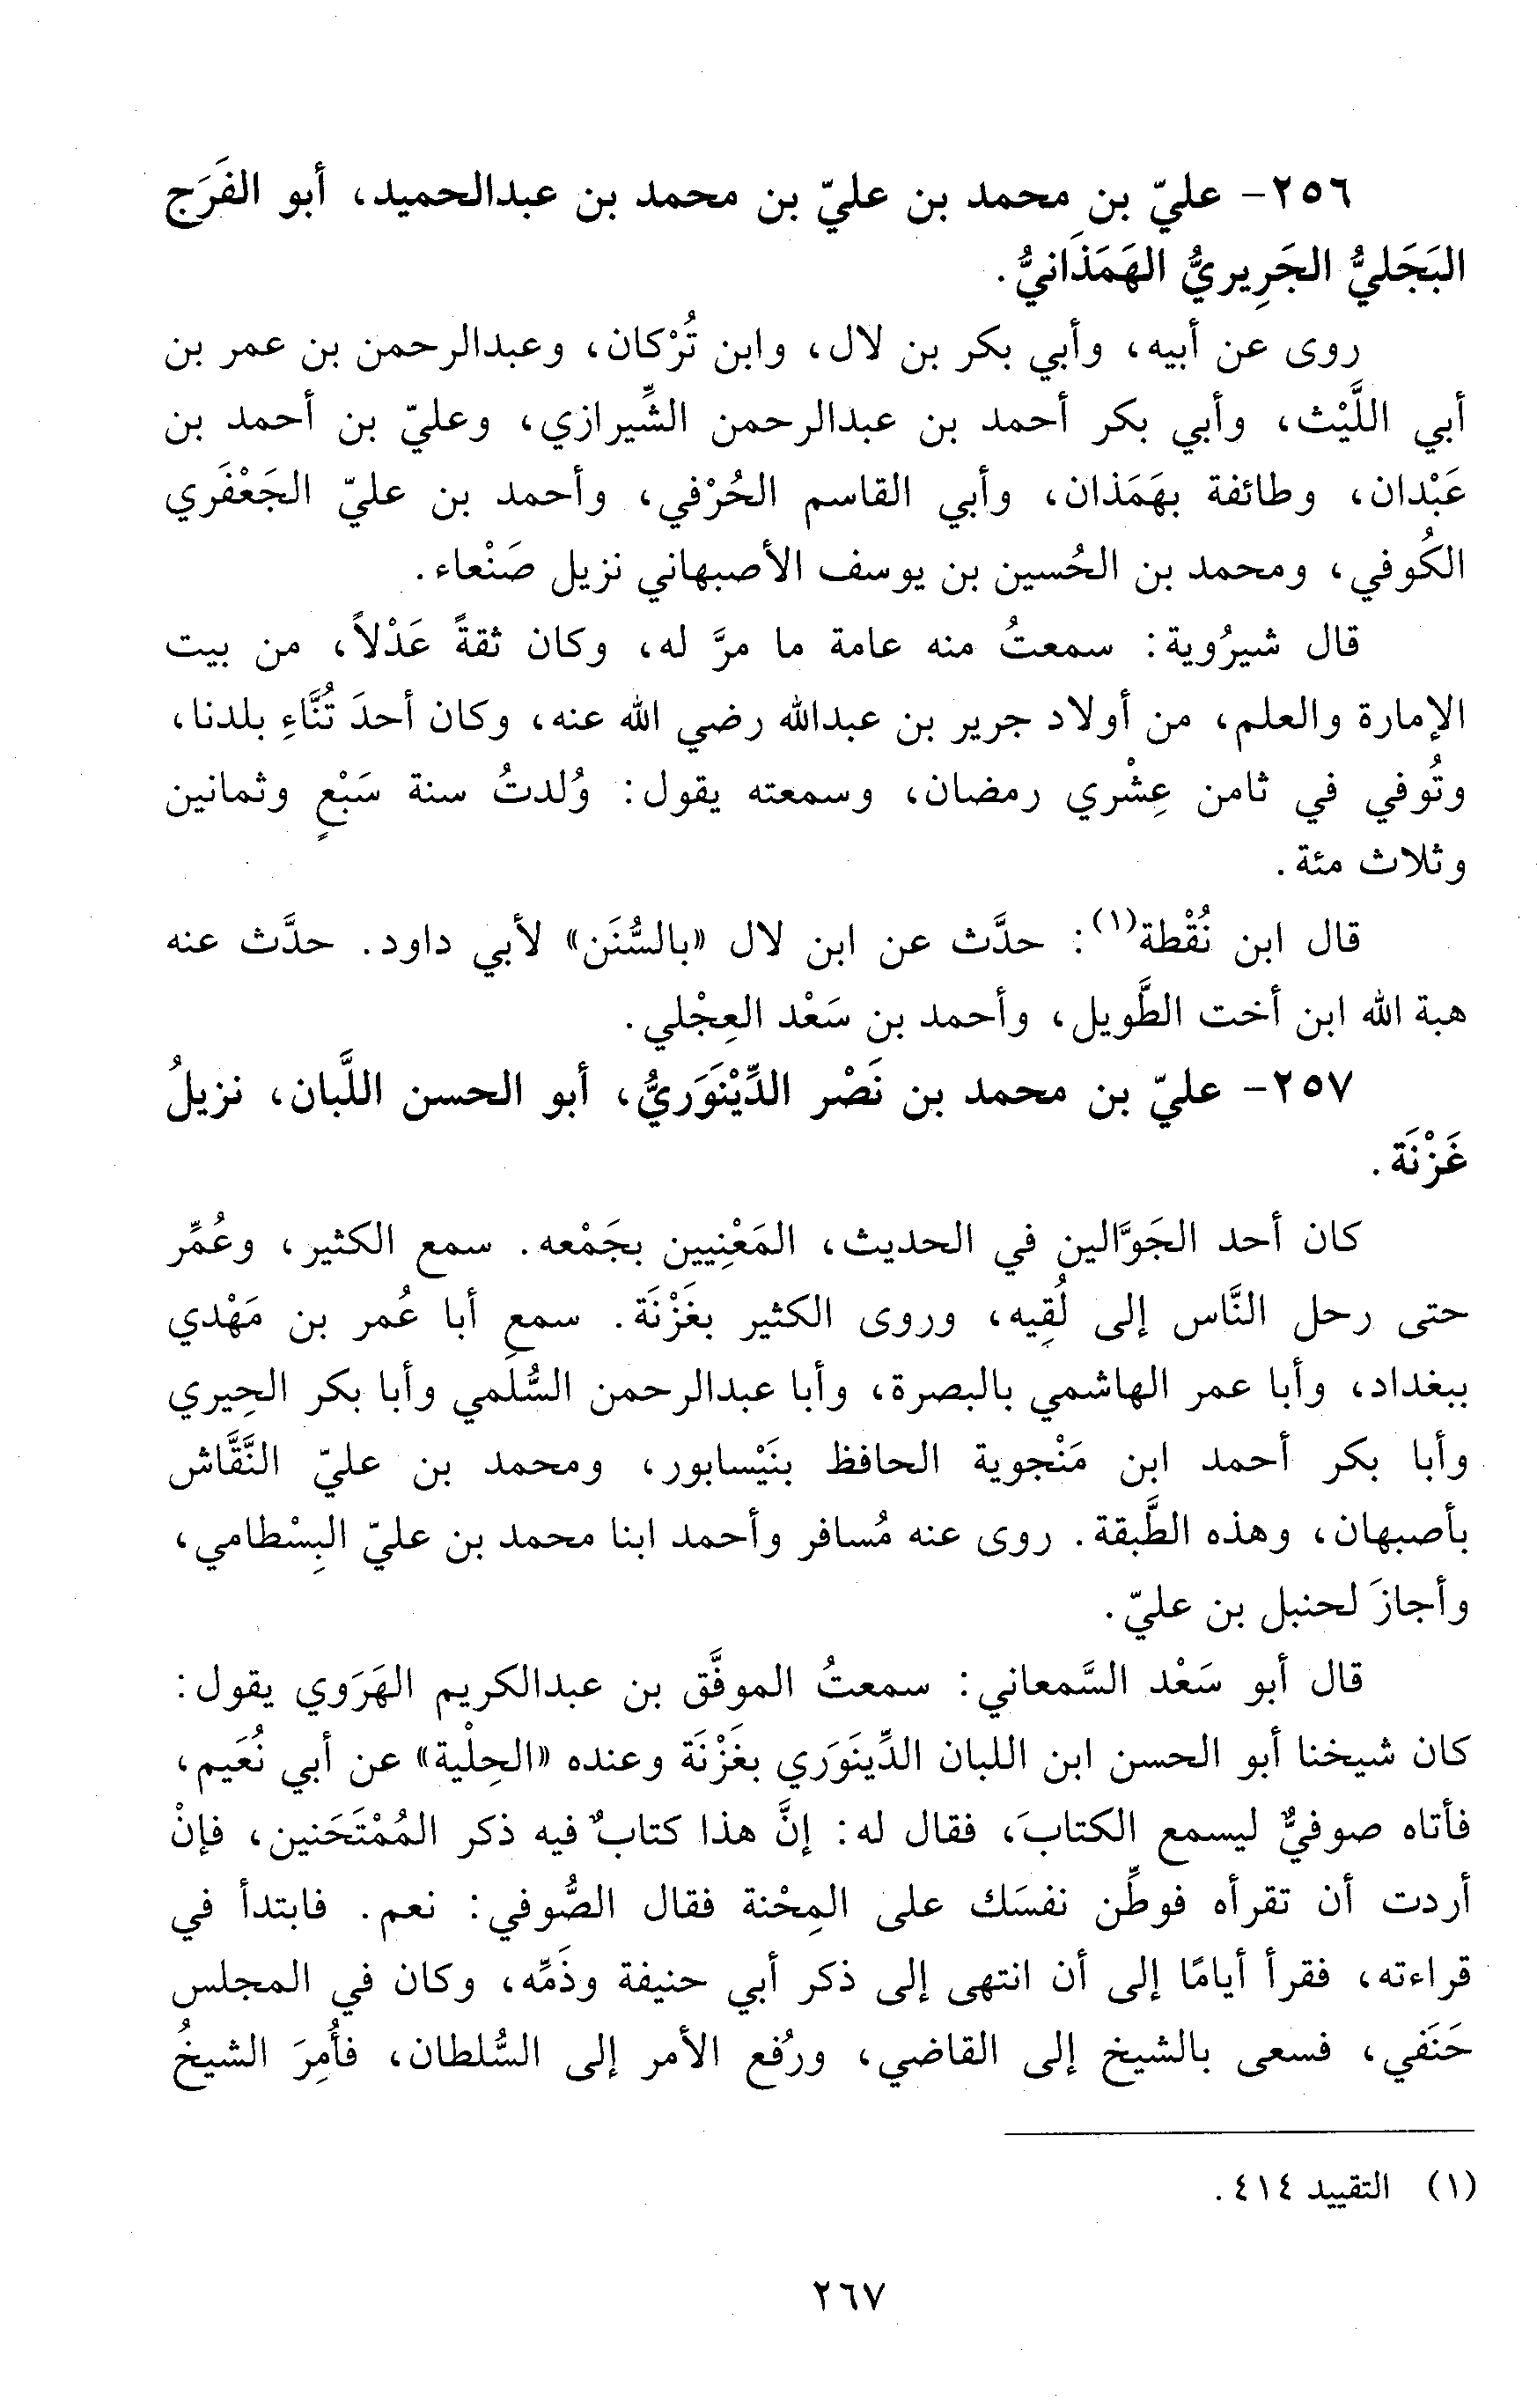 ٢٥٦- عليّ بن محمد بن عليّ بن محمد بن عبدالحميد، أبو الفَرَج
البَجَليُّ الجَرِيريُّ الهَمَذَانيُّ.
روى عن أبيه، وأبي بكر بن لال، وابن تُرْكان، وعبدالرحمن بن عمر بن
أبي اللَّيْث، وأبي بكر أحمد بن عبدالرحمن الشِّيرازي، وعليّ بن أحمد بن
عَبْدان، وطائفة بهَمَذان، وأبي القاسم الحُرْفي، وأحمد بن عليّ الجَعْفَري
الكُوفي، ومحمد بن الحُسين بن يوسف الأصبهاني نزيل صَنْعاء.
قال شيرُوية: سمعتُ منه عامة ما مرَّ له، وكان ثقةً عَدْلاً، من بيت
الإمارة والعلم، من أولاد جرير بن عبدالله رضي الله عنه، وكان أحدَ تُنَّاءِ بلدنا،
وتُوفي في ثامن عِشْري رمضان، وسمعته يقول: وُلدتُ سنة سَبْعٍ وثمانين
وثلاث مئة.
قال ابن نُقْطة(١): حدَّث عن ابن لال «بالسُّنَن» لأبي داود. حدَّث عنه
هبة الله ابن أخت الطَّويل، وأحمد بن سَعْد العِجْلي.
٢٥٧- عليّ بن محمد بن نَصْر الدِّيْنَوَريُّ، أبو الحسن اللَّبان، نزيلُ
غَزْنَة.
كان أحد الجَوَّالين في الحديث، المَعْنِيين بجَمْعه. سمع الكثير، وعُمِّر
حتى رحل النَّاس إلى لُقِيه، وروى الكثير بغَزْنَة. سمع أبا عُمر بن مَهْدي
ببغداد، وأبا عمر الهاشمي بالبصرة، وأبا عبدالرحمن السُّلَمي وأبا بكر الحِيري
وأبا بكر أحمد ابن مَنْجوية الحافظ بنَيْسابور، ومحمد بن عليّ النَّقَّاش
بأصبهان، وهذه الطَّبقة. روى عنه مُسافر وأحمد ابنا محمد بن عليّ البِسْطامي،
وأجازَ لحنبل بن عليّ.
قال أبو سَعْد السَّمعاني: سمعتُ الموفَّق بن عبدالكريم الهَرَوي يقول:
كان شيخنا أبو الحسن ابن اللبان الدِّينَوَري بغَزْنَة وعنده «الحِلْية» عن أبي نُعَيم،
فأتاه صوفيٌّ ليسمع الكتابَ، فقال له: إنَّ هذا كتابٌ فيه ذكر المُمْتَحَنين، فإنْ
أردت أن تقرأه فوطِّن نفسَك على المِحْنة فقال الصُّوفي: نعم. فابتدأ في
قراءته، فقرأ أيامًا إلى أن انتهى إلى ذكر أبي حنيفة وذَمِّه، وكان في المجلس
حَنَفي، فسعى بالشيخ إلى القاضي، ورُفع الأمر إلى السُّلطان، فأُمِرَ الشيخُ
(١) التقييد ٤١٤.
٢٦٧